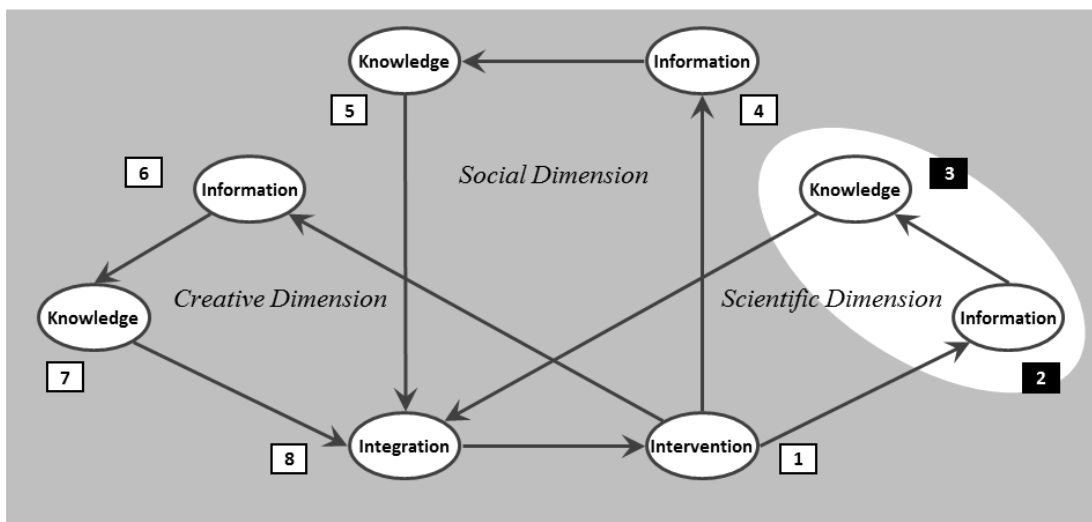 Knowledge
Information
5
4
6
Social Dimension
3
Information
Knowledge
Creative Dimension
Scientific Dimension
Knowledge
Information
7
2
Integration
Intervention
8
1